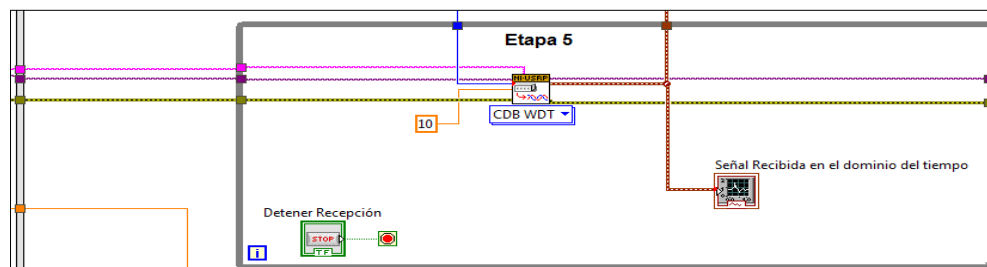 Etapa 5
NI-USRP
10
CDB WDT
Señal Recibida en el dominio del tiempo
Detener Recepción
STOP
TF
i